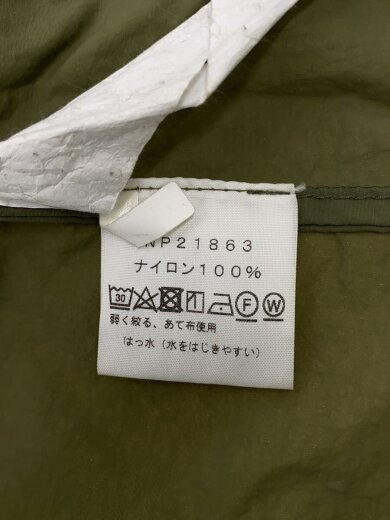 NP21863
ナイロン100%
30 F W
弱く絞る、あて布使用
はっ水（水をはじきやすい）